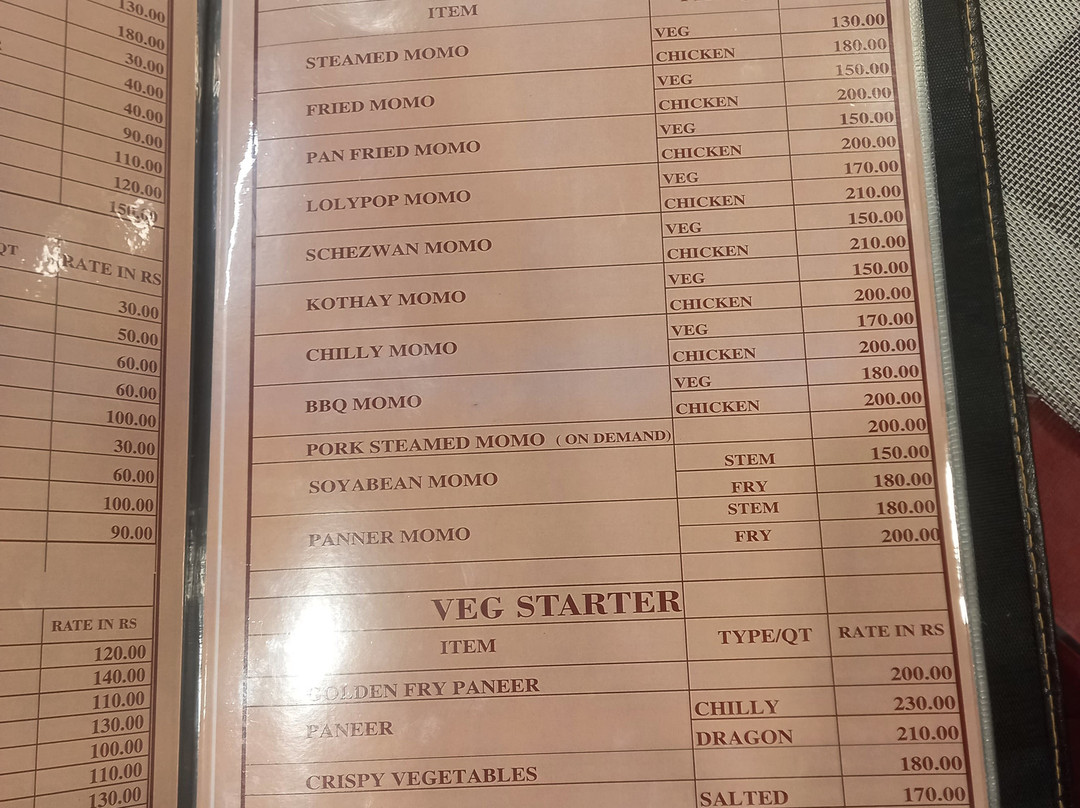 130.00
180.00
30.00
40.00
40.00
90.00
110.00
120.00
RATE IN RS
30.00
50.00
60.00
60.00
100.00
30.00
60.00
100.00
90.00
RATE IN RS
120.00
140.00
110.00
130.00
100.00
110.00
130.00
ITEM
STEAMED MOMO VEG 130.00
CHICKEN 180.00
FRIED MOMO VEG 150.00
CHICKEN 200.00
PAN FRIED MOMO VEG 150.00
CHICKEN 200.00
LOLYPOP MOMO VEG 170.00
CHICKEN 210.00
SCHEZWAN MOMO VEG 150.00
CHICKEN 210.00
KOTHAY MOMO VEG 150.00
CHICKEN 200.00
CHILLY MOMO VEG 170.00
CHICKEN 200.00
BBQ MOMO VEG 180.00
CHICKEN 200.00
PORK STEAMED MOMO ( ON DEMAND) 200.00
SOYABEAN MOMO STEM 150.00
FRY 180.00
PANNER MOMO STEM 180.00
FRY 200.00
VEG STARTER
ITEM TYPE/QT RATE IN RS
GOLDEN FRY PANEER 200.00
PANEER CHILLY 230.00
DRAGON 210.00
CRISPY VEGETABLES 180.00
SALTED 170.00